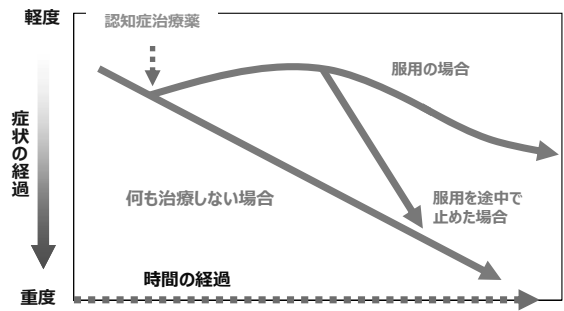 軽度
認知症治療薬
服用の場合
症状の経過
何も治療しない場合
服用を途中で
止めた場合
時間の経過
重度